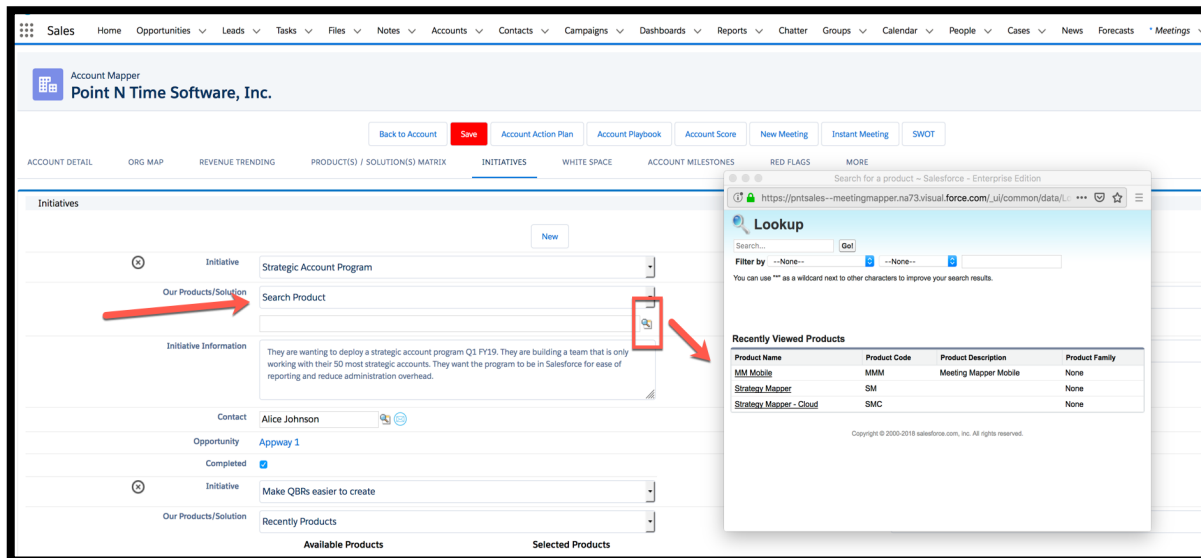 Sales Home Opportunities Leads Tasks Files Notes Accounts Contacts Campaigns Dashboards Reports Chatter Groups Calendar People Cases News Forecasts * Meetings
Account Mapper
Point N Time Software, Inc.
Back to Account Save Account Action Plan Account Playbook Account Score New Meeting Instant Meeting SWOT
ACCOUNT DETAIL ORG MAP REVENUE TRENDING PRODUCT(S) / SOLUTION(S) MATRIX INITIATIVES WHITE SPACE ACCOUNT MILESTONES RED FLAGS MORE
Initiatives
New
Initiative Strategic Account Program
Our Products/Solution Search Product
Initiative Information
They are wanting to deploy a strategic account program Q1 FY19. They are building a team that is only
working with their 50 most strategic accounts. They want the program to be in Salesforce for ease of
reporting and reduce administration overhead.
Contact Alice Johnson
Opportunity Appway 1
Completed
Initiative Make QBRs easier to create
Our Products/Solution Recently Products
Available Products Selected Products
Search for a product ~ Salesforce - Enterprise Edition
https://pntsales--meetingmapper.na73.visual.force.com/_ui/common/data/L
Lookup
Search... Go!
Filter by --None-- --None--
You can use "*" as a wildcard next to other characters to improve your search results.
Recently Viewed Products
Product Name Product Code Product Description Product Family
MM Mobile MMM Meeting Mapper Mobile None
Strategy Mapper SM None
Strategy Mapper - Cloud SMC None
Copyright © 2000-2018 salesforce.com, inc. All rights reserved.